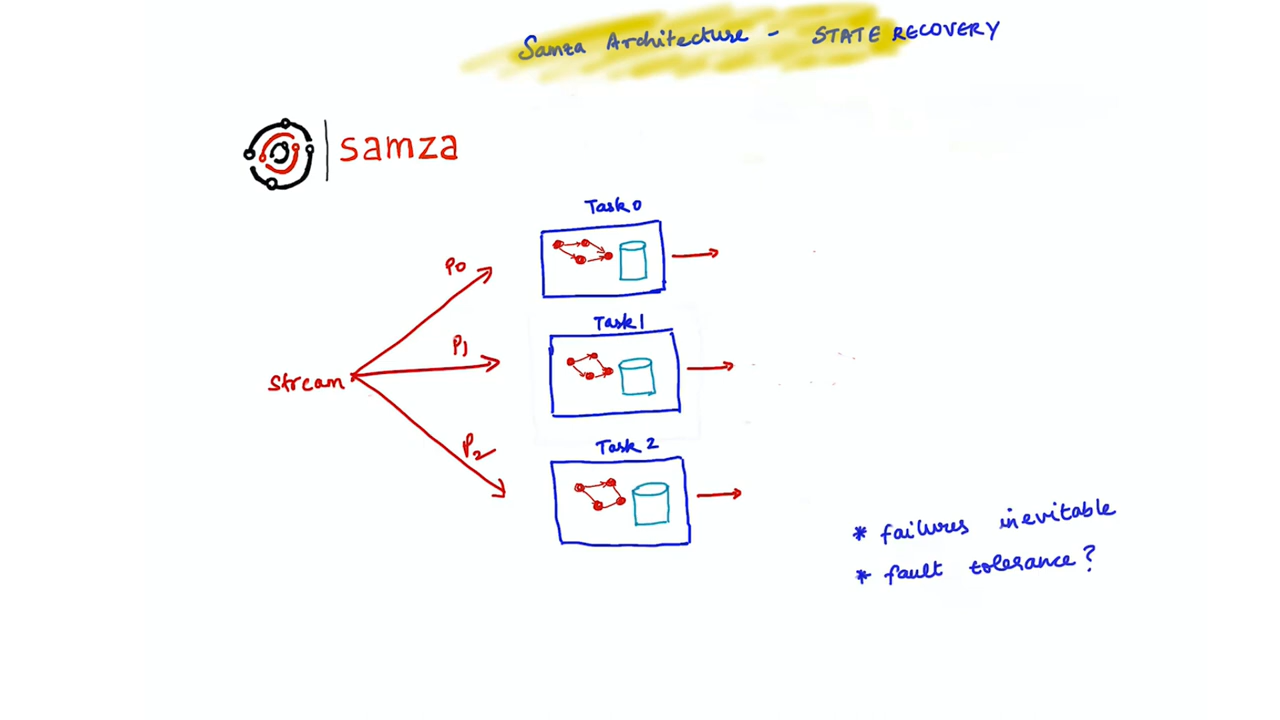 Samza Architecture - STATE RECOVERY
samza
Task 0
P0
Task 1
P1
Stream
Task 2
P2
* failures inevitable
* fault tolerance?